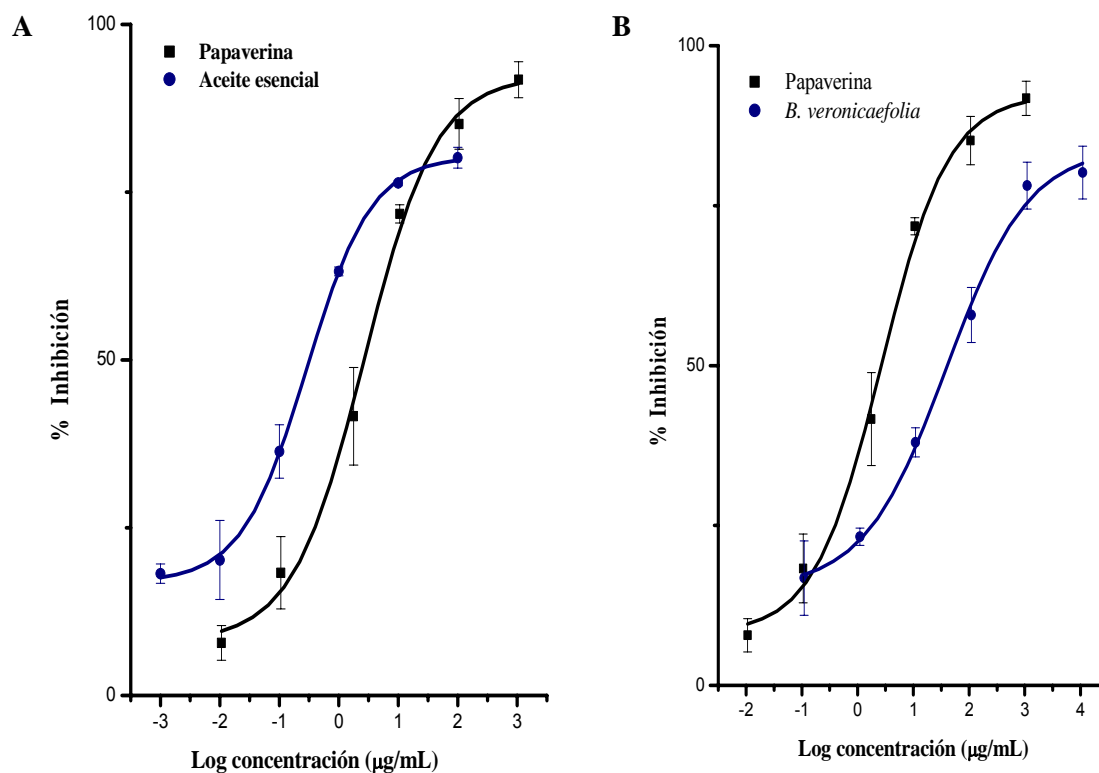 A
100
Papaverina
Aceite esencial
50
0
% Inhibición
-3 -2 -1 0 1 2 3
Log concentración (μg/mL)
B
100
Papaverina
B. veronicaefolia
50
0
% Inhibición
-2 -1 0 1 2 3 4
Log concentración (μg/mL)